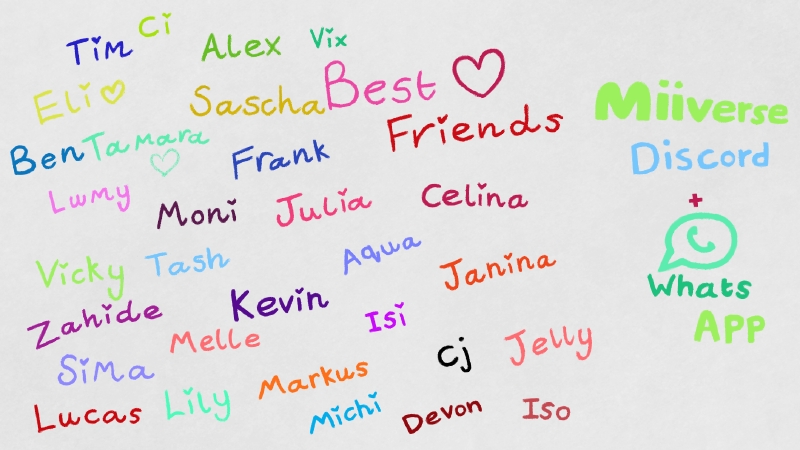 Tim Ci Alex Vix
Eli Sascha Best
Friends
Miiverse
Ben Tamara Frank
Discord
+
Lumy Moni Julia Celina
Vicky Tash Aqua Janina
Whats
App
Zahide Kevin Isi
Melle Cj Jelly
Sima Lily Markus
Lucas Michi Devon Iso